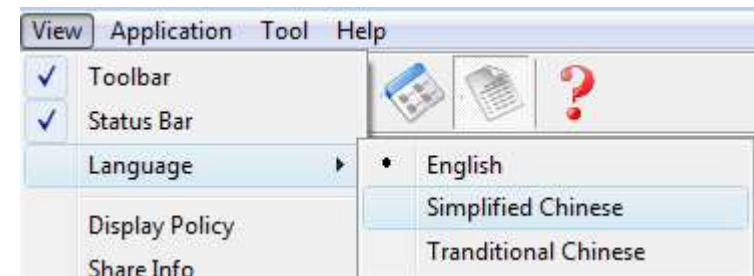 View Application Tool Help
Toolbar
Status Bar
Language
English
Simplified Chinese
Tranditional Chinese
Display Policy
Share Info